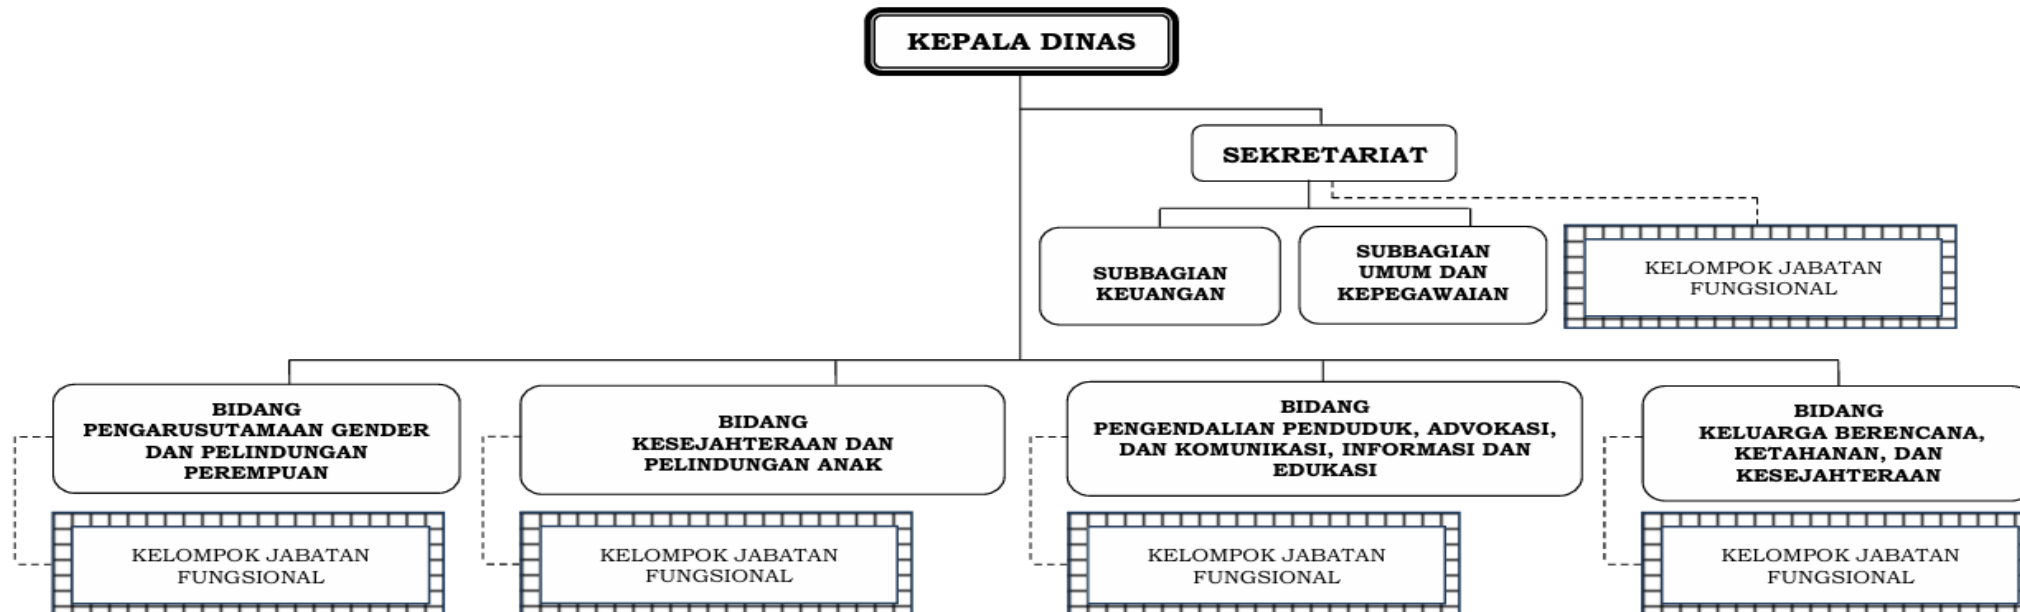 KEPALA DINAS
SEKRETARIAT
SUBBAGIAN
KEUANGAN
SUBBAGIAN
UMUM DAN
KEPEGAWAIAN
KELOMPOK JABATAN
FUNGSIONAL
BIDANG
PENGARUSUTAMAAN GENDER
DAN PELINDUNGAN
PEREMPUAN
BIDANG
KESEJAHTERAAN DAN
PELINDUNGAN ANAK
BIDANG
PENGENDALIAN PENDUDUK, ADVOKASI,
DAN KOMUNIKASI, INFORMASI DAN
EDUKASI
BIDANG
KELUARGA BERENCANA,
KETAHANAN, DAN
KESEJAHTERAAN
KELOMPOK JABATAN
FUNGSIONAL
KELOMPOK JABATAN
FUNGSIONAL
KELOMPOK JABATAN
FUNGSIONAL
KELOMPOK JABATAN
FUNGSIONAL